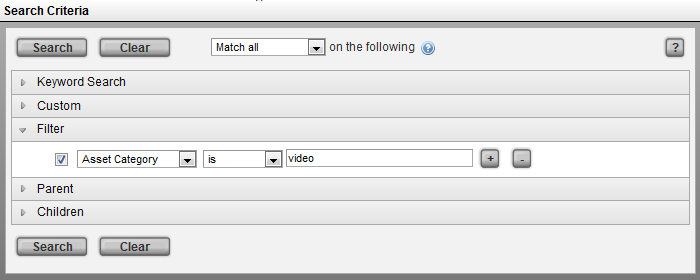 Search Criteria
Search Clear Match all on the following ? ?
Keyword Search
Custom
Filter
Asset Category is video + -
Parent
Children
Search Clear